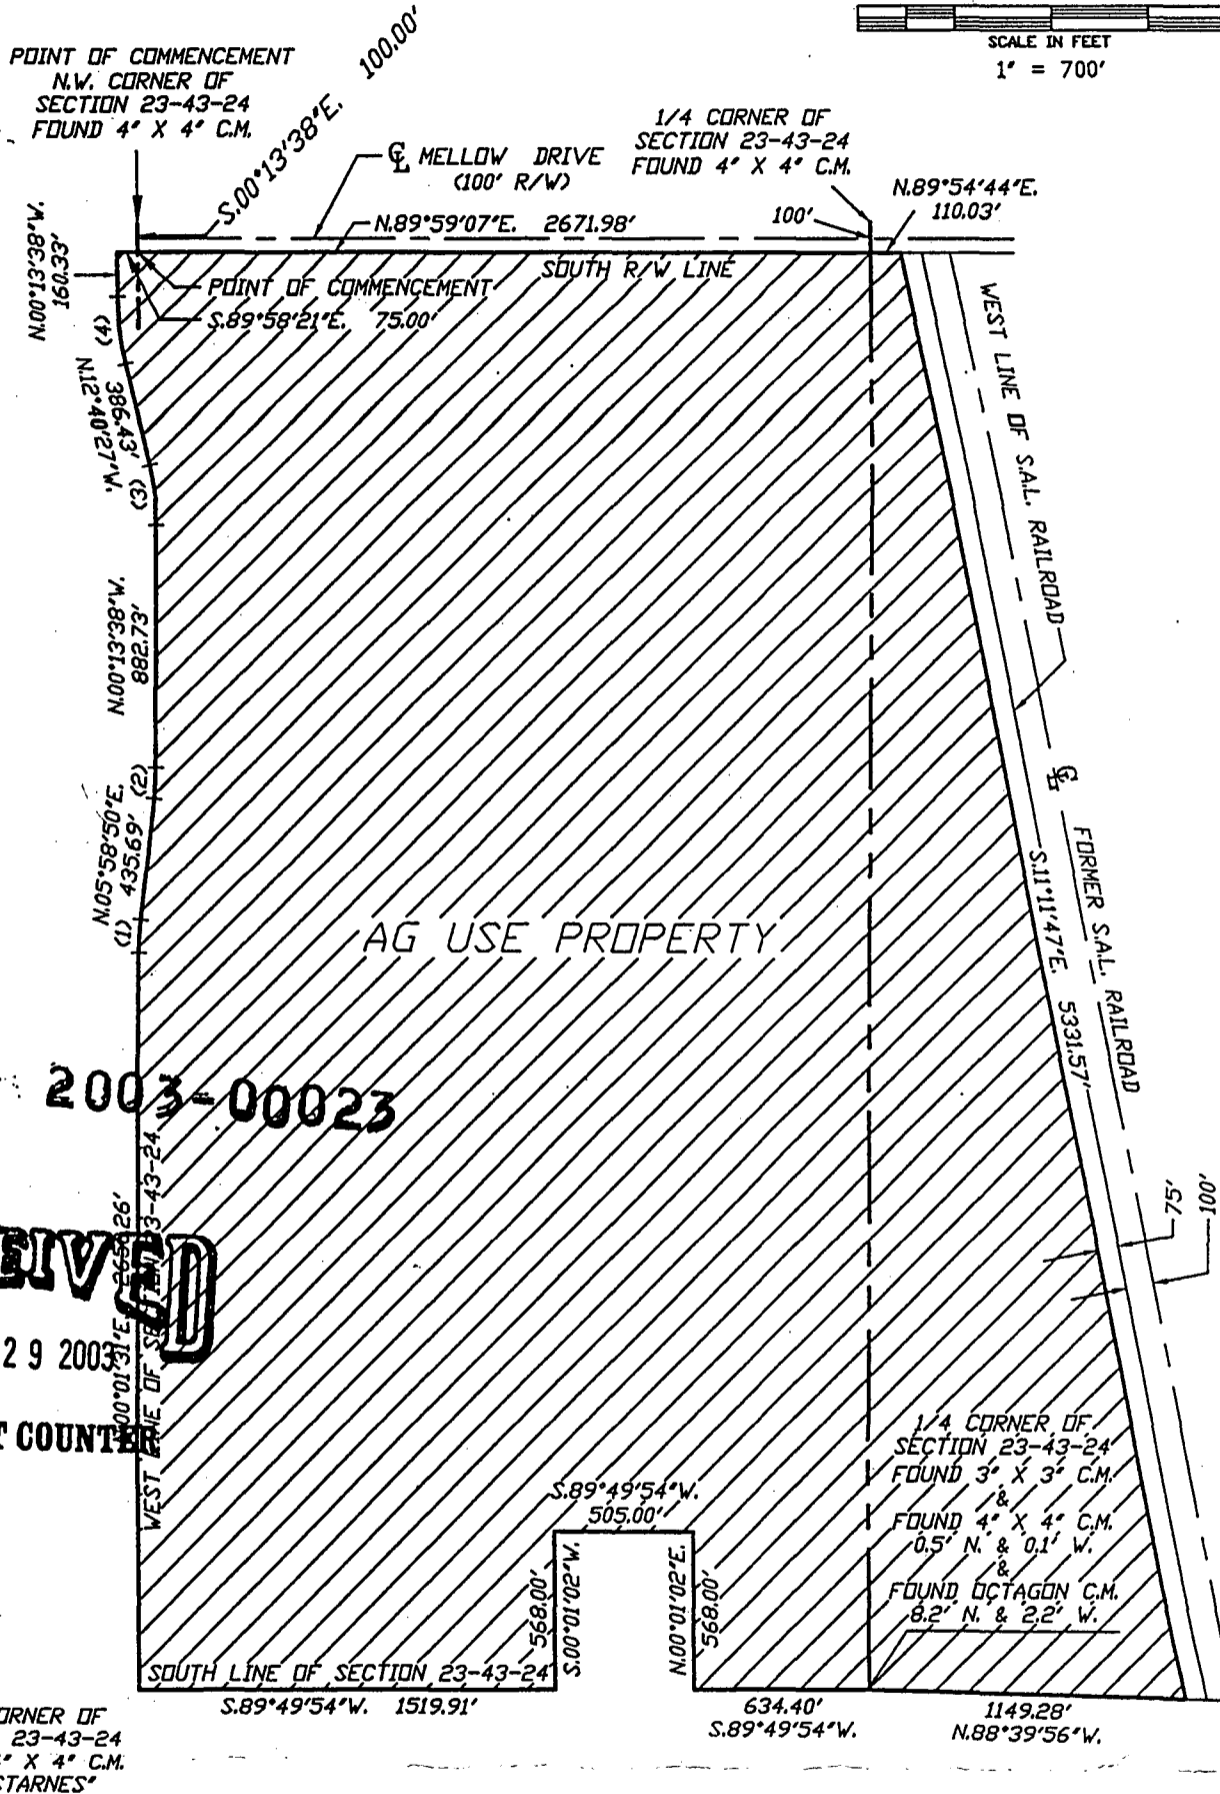 SCALE IN FEET
1" = 700'
POINT OF COMMENCEMENT
N.W. CORNER OF
SECTION 23-43-24
FOUND 4" X 4" C.M.
S.00°13'38"E. 100.00'
℄ MELLOW DRIVE
(100' R/W)
1/4 CORNER OF
SECTION 23-43-24
FOUND 4" X 4" C.M.
N.89°54'44"E.
110.03'
100'
N.89°59'07"E. 2671.98'
SOUTH R/W LINE
POINT OF COMMENCEMENT
S.89°58'21"E. 75.00'
N.00°13'38"W.
160.33'
(4)
386.43'
N.12°40'27"W.
(3)
N.00°13'38"W.
882.73'
(2)
N.05°58'50"E.
435.69'
(1)
WEST LINE OF S.A.L. RAILROAD
℄ FORMER S.A.L. RAILROAD
S.11°11'47"E. 5331.57'
75'
100'
AG USE PROPERTY
2003-00023
EIVED
29 2003
T COUNTER
00°01'31"E.
WEST LINE OF 23-43-24
1/4 CORNER OF
SECTION 23-43-24
FOUND 3" X 3" C.M.
&
FOUND 4" X 4" C.M.
0.5' N. & 0.1' W.
&
FOUND OCTAGON C.M.
8.2' N. & 2.2' W.
S.89°49'54"W.
505.00'
568.00'
S.00°01'02"W.
N.00°01'02"E.
568.00'
SOUTH LINE OF SECTION 23-43-24
S.89°49'54"W. 1519.91'
634.40'
S.89°49'54"W.
1149.28'
N.88°39'56"W.
ORNER OF
23-43-24
" X 4" C.M.
STARNES"